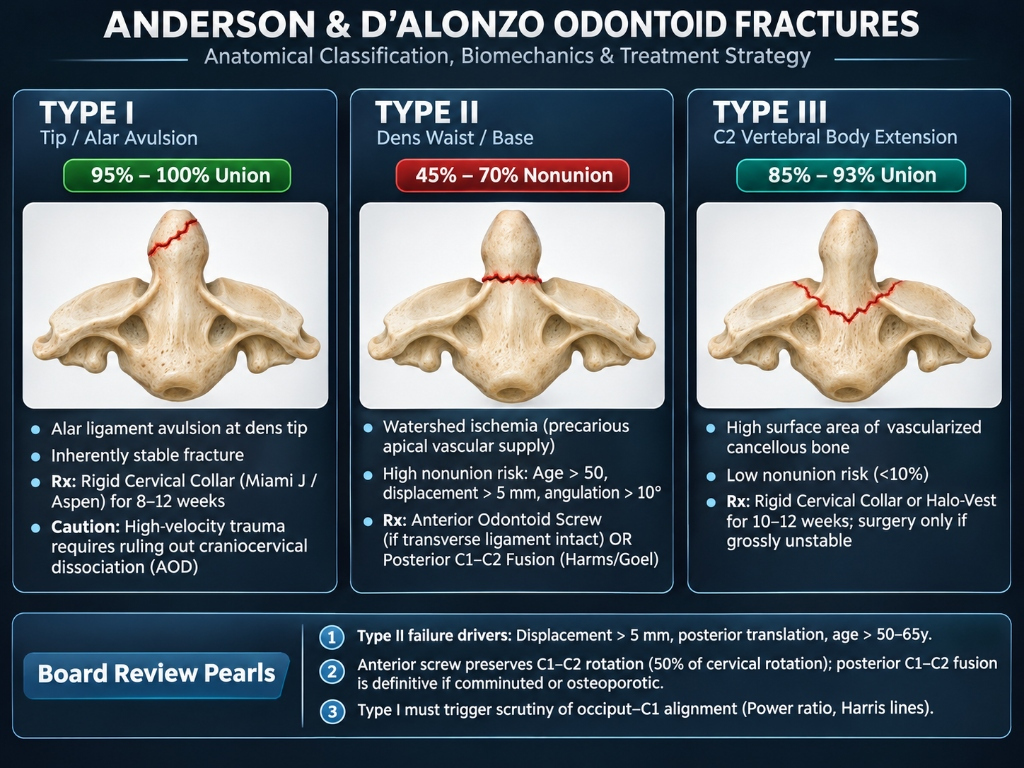 ANDERSON & D’ALONZO ODONTOID FRACTURES
Anatomical Classification, Biomechanics & Treatment Strategy
TYPE I
Tip / Alar Avulsion
95% – 100% Union
• Alar ligament avulsion at dens tip
• Inherently stable fracture
• Rx: Rigid Cervical Collar (Miami J /
Aspen) for 8–12 weeks
• Caution: High-velocity trauma
requires ruling out craniocervical
dissociation (AOD)
TYPE II
Dens Waist / Base
45% – 70% Nonunion
• Watershed ischemia (precarious
apical vascular supply)
• High nonunion risk: Age > 50,
displacement > 5 mm, angulation > 10°
• Rx: Anterior Odontoid Screw
(if transverse ligament intact) OR
Posterior C1–C2 Fusion (Harms/Goel)
TYPE III
C2 Vertebral Body Extension
85% – 93% Union
• High surface area of vascularized
cancellous bone
• Low nonunion risk (<10%)
• Rx: Rigid Cervical Collar or Halo-Vest
for 10–12 weeks; surgery only if
grossly unstable
Board Review Pearls
1 Type II failure drivers: Displacement > 5 mm, posterior translation, age > 50–65y.
2 Anterior screw preserves C1–C2 rotation (50% of cervical rotation); posterior C1–C2 fusion
is definitive if comminuted or osteoporotic.
3 Type I must trigger scrutiny of occiput–C1 alignment (Power ratio, Harris lines).